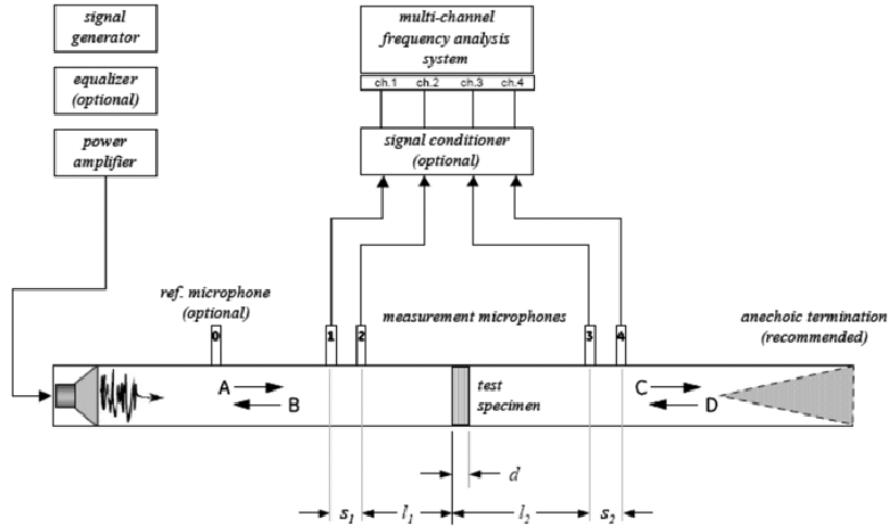 signal
generator
equalizer
(optional)
power
amplifier
multi-channel
frequency analysis
system
ch.1 ch.2 ch.3 ch.4
signal conditioner
(optional)
ref. microphone
(optional)
measurement microphones
anechoic termination
(recommended)
0 1 2 3 4
A
B
test
specimen
C
D
d
s₁ l₁ l₂ s₂